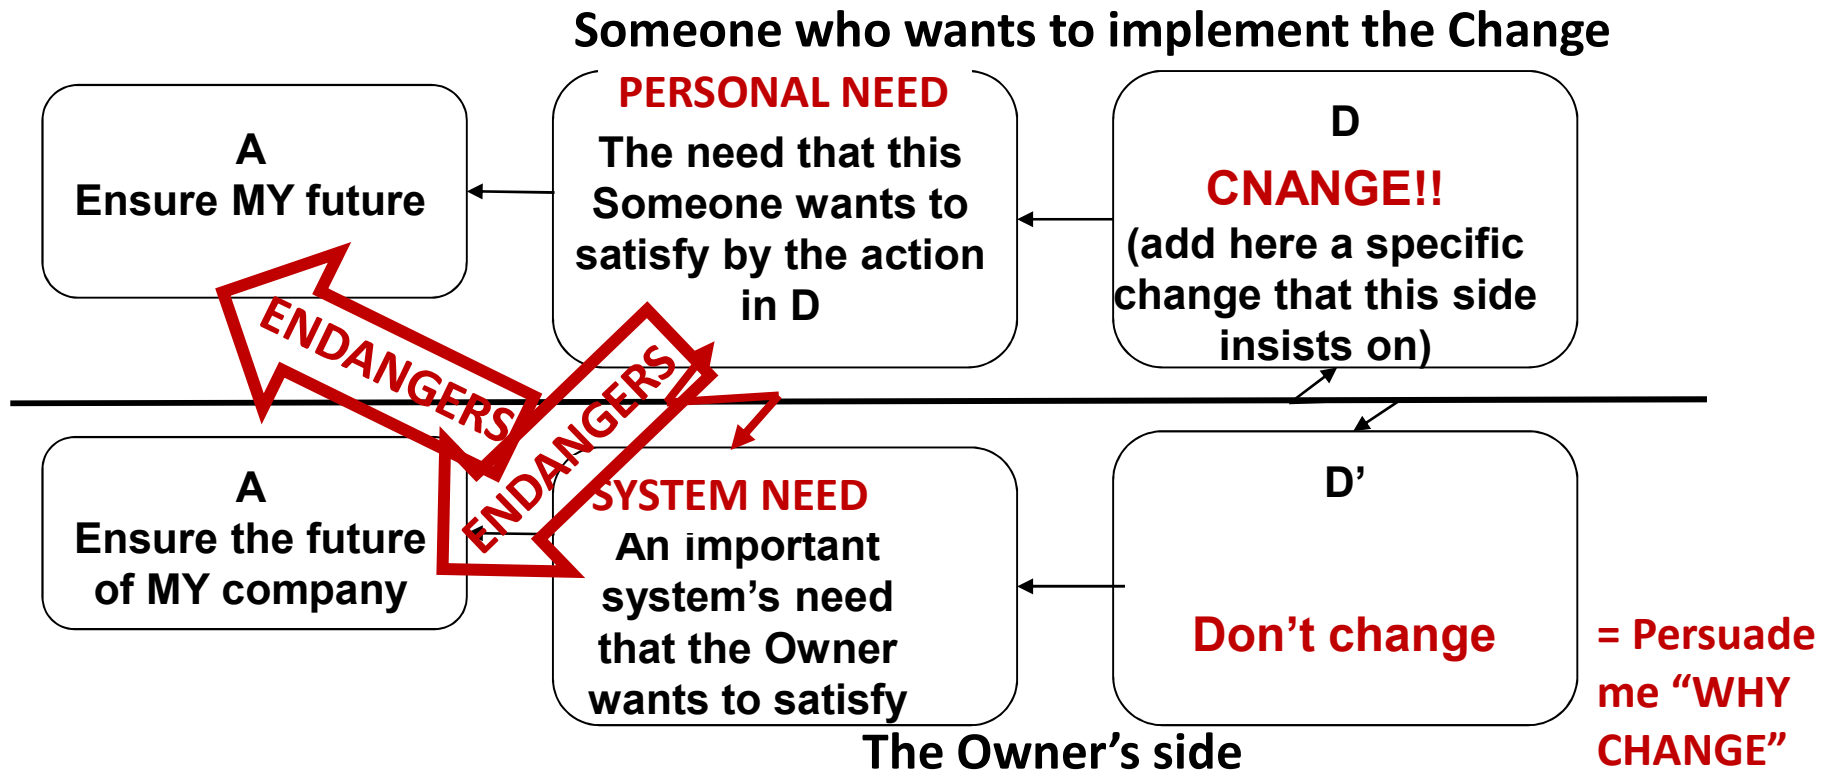 Someone who wants to implement the Change
A
Ensure MY future
PERSONAL NEED
The need that this
Someone wants to
satisfy by the action
in D
D
CNANGE!!
(add here a specific
change that this side
insists on)
ENDANGERS
ENDANGERS
A
Ensure the future
of MY company
SYSTEM NEED
An important
system’s need
that the Owner
wants to satisfy
D’
Don’t change
= Persuade
me “WHY
CHANGE”
The Owner’s side